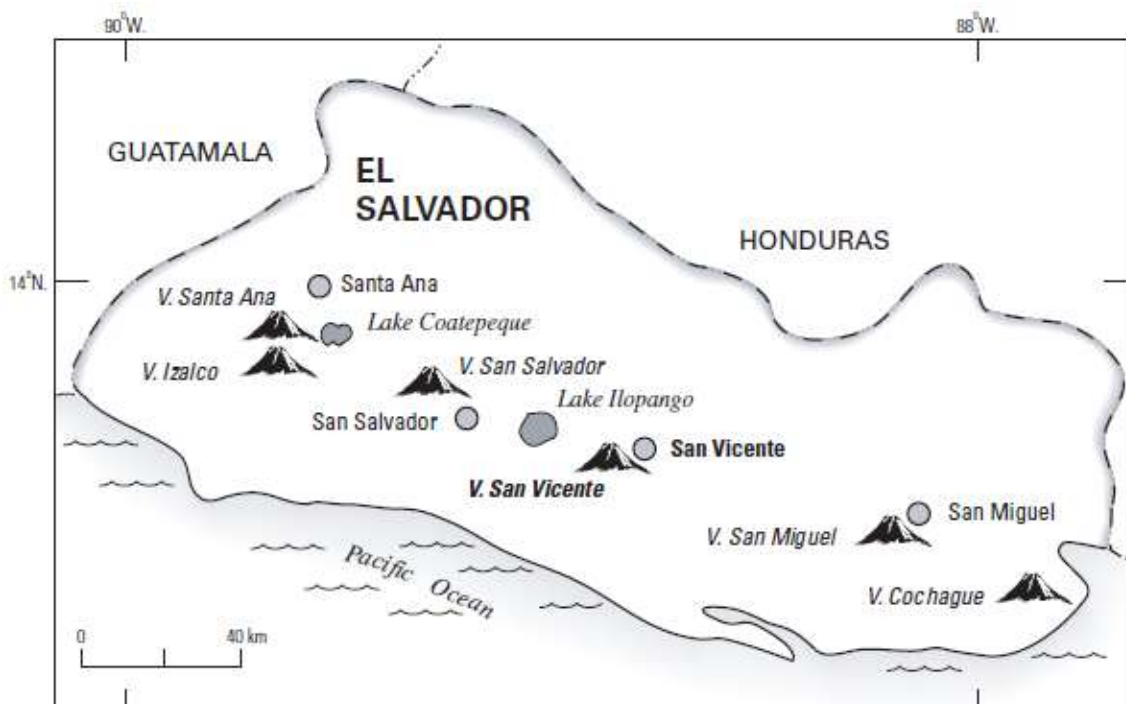 90°W.
88°W.
GUATAMALA
EL
SALVADOR
HONDURAS
14°N.
Santa Ana
V. Santa Ana
Lake Coatepeque
V. Izalco
V. San Salvador
Lake Ilopango
San Salvador
San Vicente
V. San Vicente
San Miguel
V. San Miguel
Pacific Ocean
V. Cochague
0 40 km